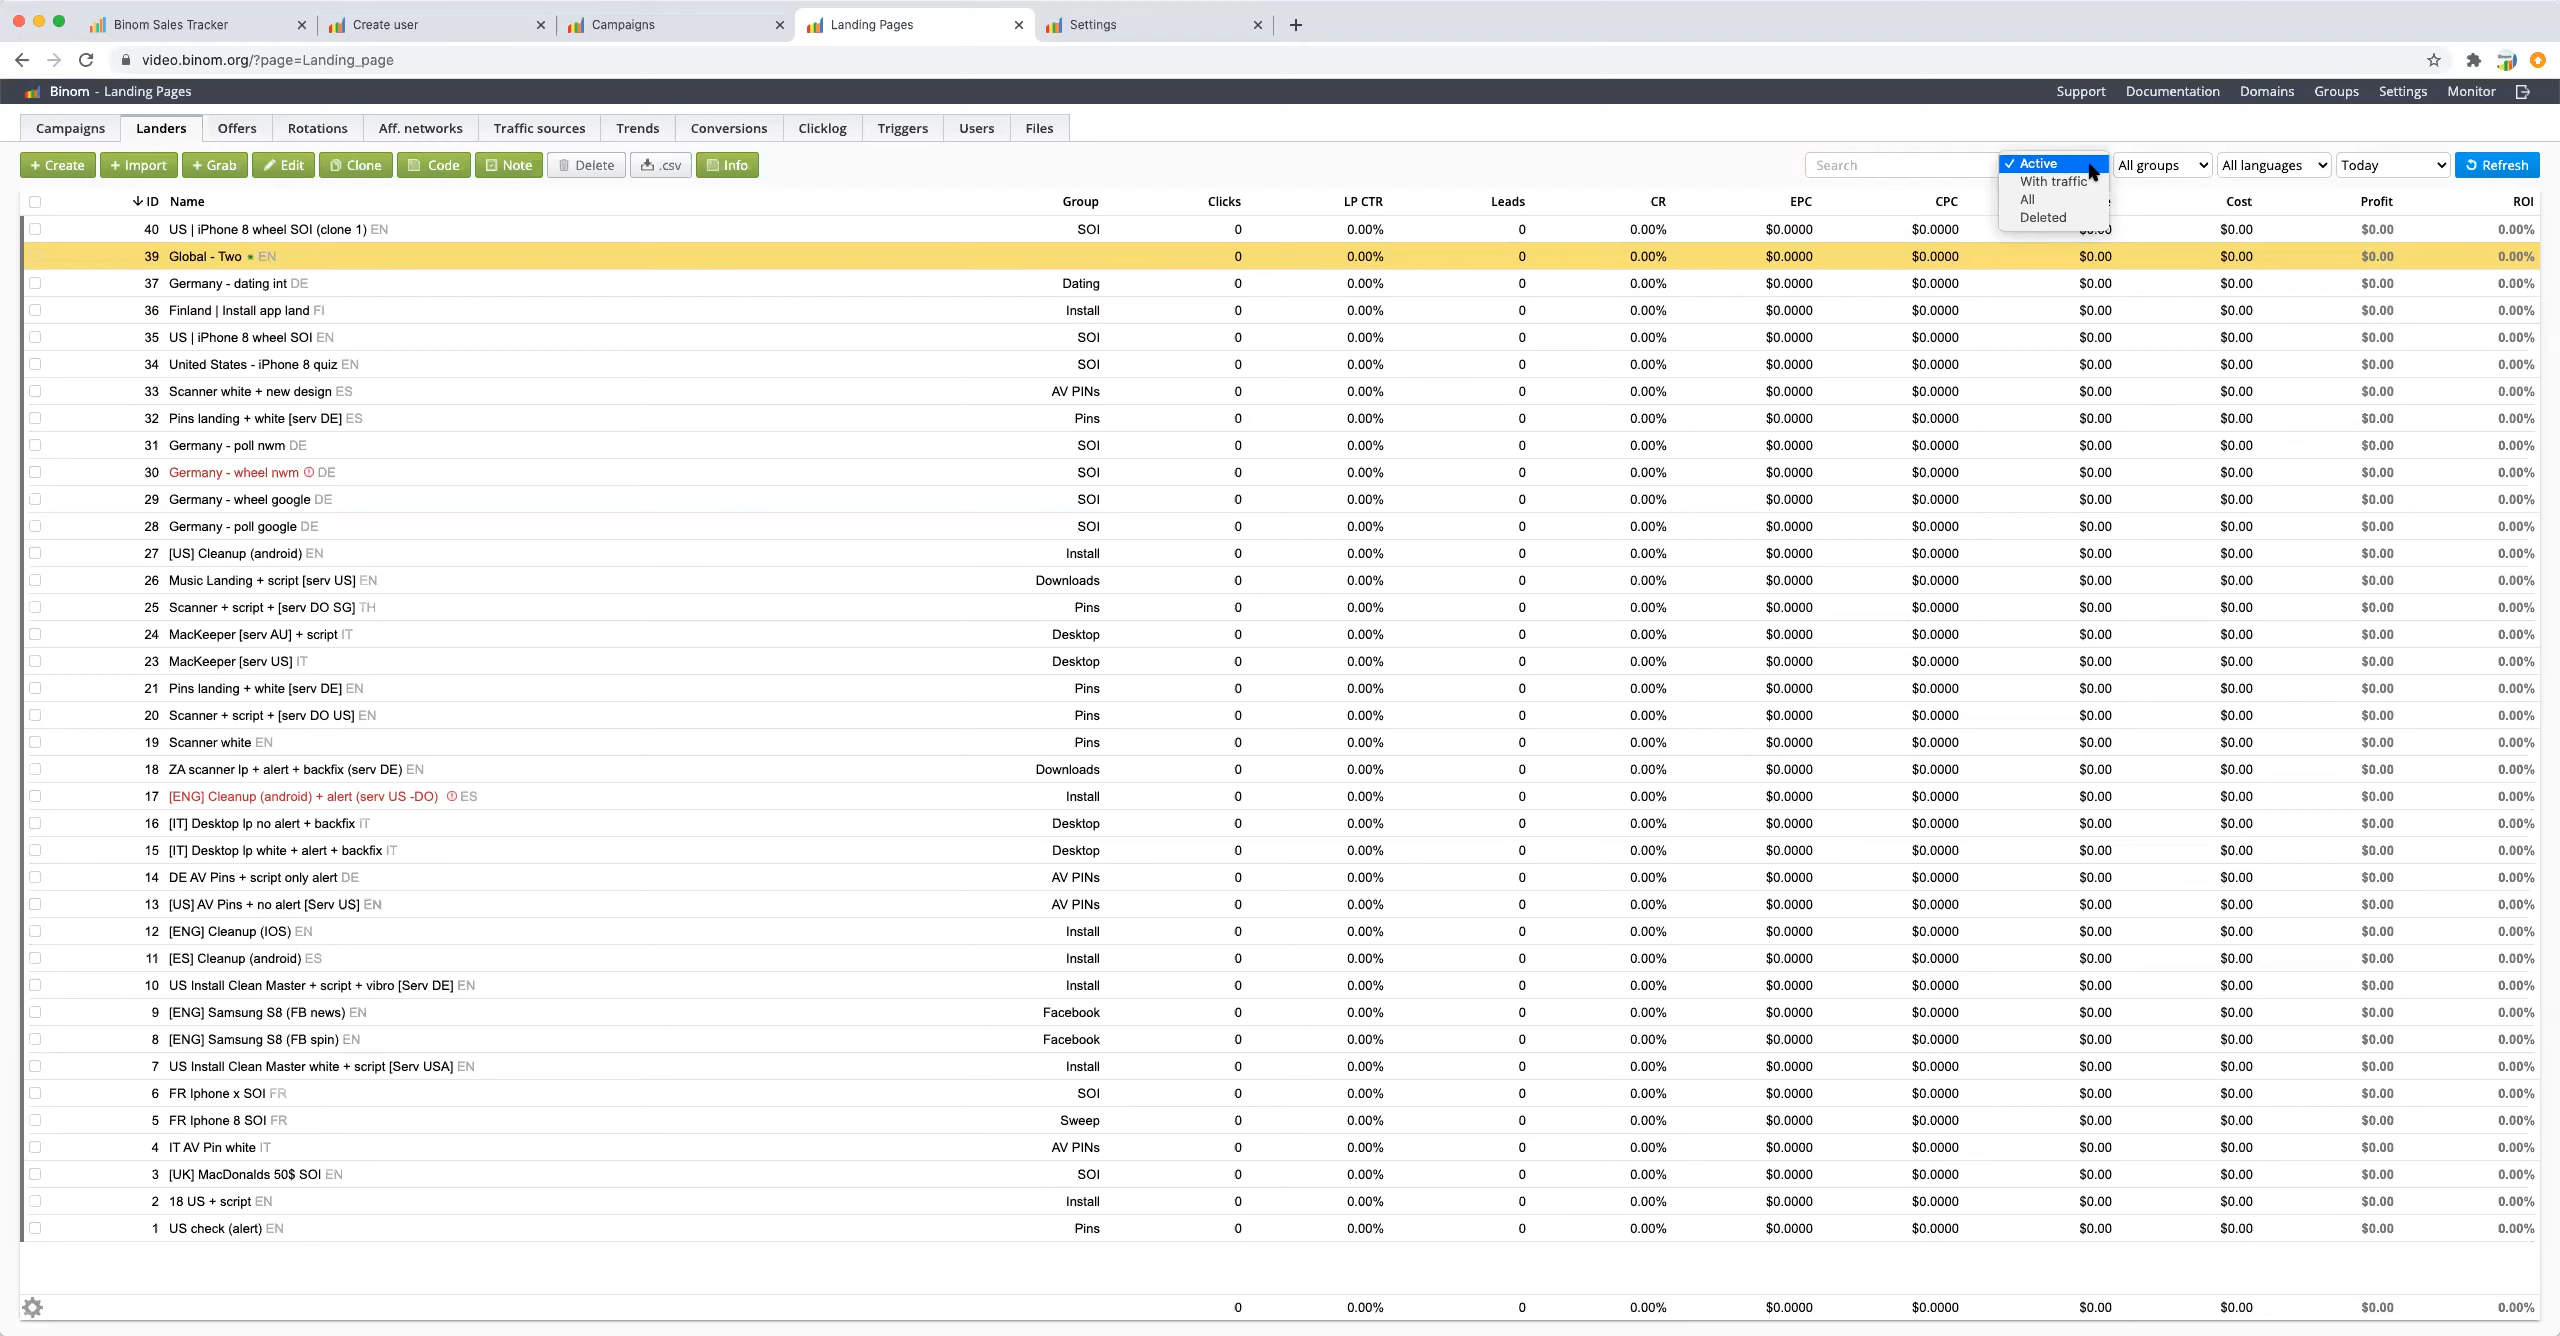 Binom Sales Tracker
Create user
Campaigns
Landing Pages
Settings
video.binom.org/?page=Landing_page
Binom - Landing Pages
Support Documentation Domains Groups Settings Monitor
Campaigns Landers Offers Rotations Aff. networks Traffic sources Trends Conversions Clicklog Triggers Users Files
+ Create + Import + Grab Edit Clone Code Note Delete .csv Info Search ✓ Active All groups All languages Today Refresh
With traffic
All
Deleted
ID Name Group Clicks LP CTR Leads CR EPC CPC Cost Profit ROI
40 US | iPhone 8 wheel SOI (clone 1) EN SOI 0 0.00% 0 0.00% $0.0000 $0.0000 $0.00 $0.00 0.00%
39 Global - Two EN 0 0.00% 0 0.00% $0.0000 $0.0000 $0.00 $0.00 $0.00 0.00%
37 Germany - dating int DE Dating 0 0.00% 0 0.00% $0.0000 $0.0000 $0.00 $0.00 $0.00 0.00%
36 Finland | Install app land FI Install 0 0.00% 0 0.00% $0.0000 $0.0000 $0.00 $0.00 $0.00 0.00%
35 US | iPhone 8 wheel SOI EN SOI 0 0.00% 0 0.00% $0.0000 $0.0000 $0.00 $0.00 $0.00 0.00%
34 United States - iPhone 8 quiz EN SOI 0 0.00% 0 0.00% $0.0000 $0.0000 $0.00 $0.00 $0.00 0.00%
33 Scanner white + new design ES AV PINs 0 0.00% 0 0.00% $0.0000 $0.0000 $0.00 $0.00 $0.00 0.00%
32 Pins landing + white [serv DE] ES Pins 0 0.00% 0 0.00% $0.0000 $0.0000 $0.00 $0.00 $0.00 0.00%
31 Germany - poll nwm DE SOI 0 0.00% 0 0.00% $0.0000 $0.0000 $0.00 $0.00 $0.00 0.00%
30 Germany - wheel nwm DE SOI 0 0.00% 0 0.00% $0.0000 $0.0000 $0.00 $0.00 $0.00 0.00%
29 Germany - wheel google DE SOI 0 0.00% 0 0.00% $0.0000 $0.0000 $0.00 $0.00 $0.00 0.00%
28 Germany - poll google DE SOI 0 0.00% 0 0.00% $0.0000 $0.0000 $0.00 $0.00 $0.00 0.00%
27 [US] Cleanup (android) EN Install 0 0.00% 0 0.00% $0.0000 $0.0000 $0.00 $0.00 $0.00 0.00%
26 Music Landing + script [serv US] EN Downloads 0 0.00% 0 0.00% $0.0000 $0.0000 $0.00 $0.00 $0.00 0.00%
25 Scanner + script + [serv DO SG] TH Pins 0 0.00% 0 0.00% $0.0000 $0.0000 $0.00 $0.00 $0.00 0.00%
24 MacKeeper [serv AU] + script IT Desktop 0 0.00% 0 0.00% $0.0000 $0.0000 $0.00 $0.00 $0.00 0.00%
23 MacKeeper [serv US] IT Desktop 0 0.00% 0 0.00% $0.0000 $0.0000 $0.00 $0.00 $0.00 0.00%
21 Pins landing + white [serv DE] EN Pins 0 0.00% 0 0.00% $0.0000 $0.0000 $0.00 $0.00 $0.00 0.00%
20 Scanner + script + [serv DO US] EN Pins 0 0.00% 0 0.00% $0.0000 $0.0000 $0.00 $0.00 $0.00 0.00%
19 Scanner white EN Pins 0 0.00% 0 0.00% $0.0000 $0.0000 $0.00 $0.00 $0.00 0.00%
18 ZA scanner lp + alert + backfix (serv DE) EN Downloads 0 0.00% 0 0.00% $0.0000 $0.0000 $0.00 $0.00 $0.00 0.00%
17 [ENG] Cleanup (android) + alert (serv US -DO) ES Install 0 0.00% 0 0.00% $0.0000 $0.0000 $0.00 $0.00 $0.00 0.00%
16 [IT] Desktop lp no alert + backfix IT Desktop 0 0.00% 0 0.00% $0.0000 $0.0000 $0.00 $0.00 $0.00 0.00%
15 [IT] Desktop lp white + alert + backfix IT Desktop 0 0.00% 0 0.00% $0.0000 $0.0000 $0.00 $0.00 $0.00 0.00%
14 DE AV Pins + script only alert DE AV PINs 0 0.00% 0 0.00% $0.0000 $0.0000 $0.00 $0.00 $0.00 0.00%
13 [US] AV Pins + no alert [Serv US] EN AV PINs 0 0.00% 0 0.00% $0.0000 $0.0000 $0.00 $0.00 $0.00 0.00%
12 [ENG] Cleanup (IOS) EN Install 0 0.00% 0 0.00% $0.0000 $0.0000 $0.00 $0.00 $0.00 0.00%
11 [ES] Cleanup (android) ES Install 0 0.00% 0 0.00% $0.0000 $0.0000 $0.00 $0.00 $0.00 0.00%
10 US Install Clean Master + script + vibro [Serv DE] EN Install 0 0.00% 0 0.00% $0.0000 $0.0000 $0.00 $0.00 $0.00 0.00%
9 [ENG] Samsung S8 (FB news) EN Facebook 0 0.00% 0 0.00% $0.0000 $0.0000 $0.00 $0.00 $0.00 0.00%
8 [ENG] Samsung S8 (FB spin) EN Facebook 0 0.00% 0 0.00% $0.0000 $0.0000 $0.00 $0.00 $0.00 0.00%
7 US Install Clean Master white + script [Serv USA] EN Install 0 0.00% 0 0.00% $0.0000 $0.0000 $0.00 $0.00 $0.00 0.00%
6 FR Iphone x SOI FR SOI 0 0.00% 0 0.00% $0.0000 $0.0000 $0.00 $0.00 $0.00 0.00%
5 FR Iphone 8 SOI FR Sweep 0 0.00% 0 0.00% $0.0000 $0.0000 $0.00 $0.00 $0.00 0.00%
4 IT AV Pin white IT AV PINs 0 0.00% 0 0.00% $0.0000 $0.0000 $0.00 $0.00 $0.00 0.00%
3 [UK] MacDonalds 50$ SOI EN SOI 0 0.00% 0 0.00% $0.0000 $0.0000 $0.00 $0.00 $0.00 0.00%
2 18 US + script EN Install 0 0.00% 0 0.00% $0.0000 $0.0000 $0.00 $0.00 $0.00 0.00%
1 US check (alert) EN Pins 0 0.00% 0 0.00% $0.0000 $0.0000 $0.00 $0.00 $0.00 0.00%
0 0.00% 0 0.00% $0.0000 $0.0000 $0.00 $0.00 $0.00 0.00%